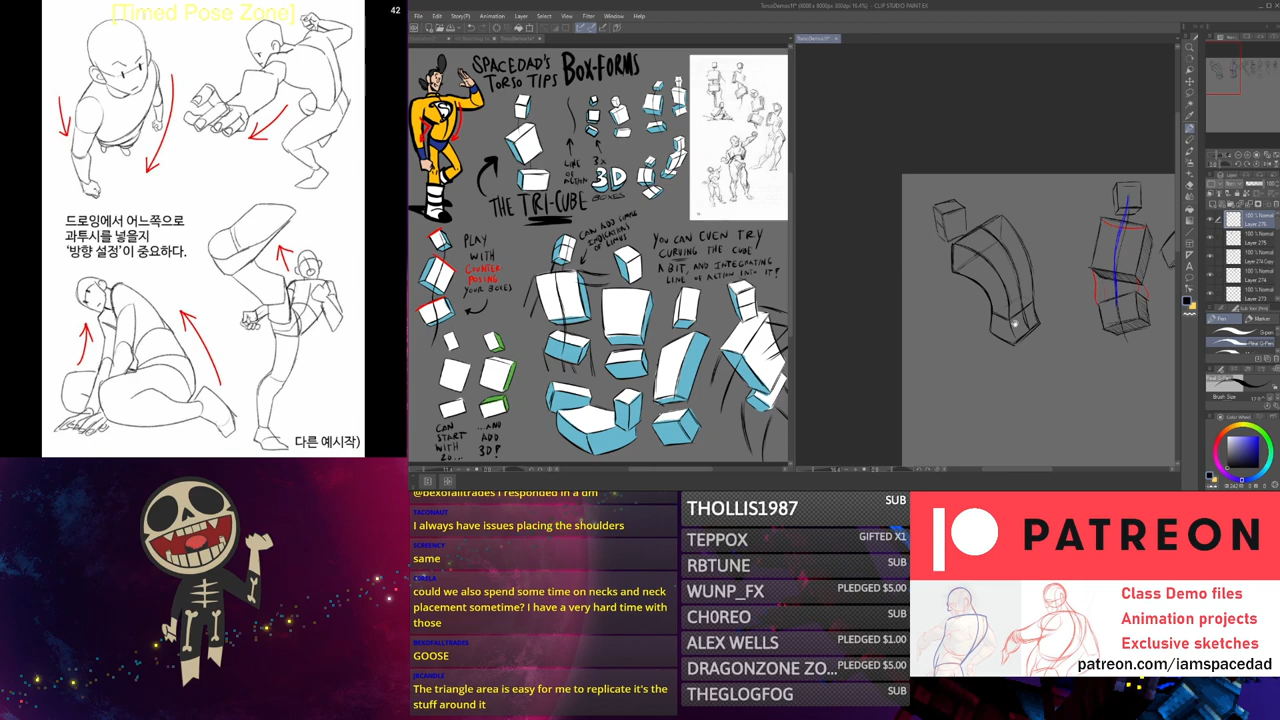 [Timed Pose Zone]
42
드로잉에서 어느쪽으로
과투시를 넣을지
'방향 설정'이 중요하다.
다른 예시작)
File Edit Story(P) Animation Layer Select View Filter Window Help
SPACEDAD'S
TORSO TIPS
BOX-FORMS
LINE
OF
ACTION
3X
3D
BOXES
THE TRI-CUBE
PLAY
WITH
COUNTER
POSING
YOUR BOXES
CAN ADD SIMPLE
INDICATIONS
OF LIMBS
YOU CAN EVEN TRY
CURVING THE CUBE
A BIT, AND INTEGRATING
LINE OF ACTION INTO IT!
CAN
START
WITH
2D...
...AND
ADD
3D!
@bexofalltrades I responded in a dm
TACONAUT
I always have issues placing the shoulders
same
could we also spend some time on necks and neck
placement sometime? I have a very hard time with
those
BEXOFALLTRADES
GOOSE
The triangle area is easy for me to replicate it's the
stuff around it
THOLLIS1987 SUB
TEPPOX GIFTED X1
RBTUNE SUB
WUNP_FX PLEDGED $5.00
CH0REO SUB
ALEX WELLS PLEDGED $1.00
DRAGONZONE ZO... PLEDGED $5.00
THEGLOGFOG SUB
PATREON
Class Demo files
Animation projects
Exclusive sketches
patreon.com/iamspacedad